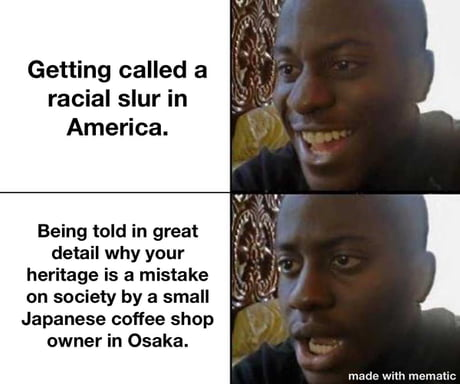 Getting called a
racial slur in
America.
Being told in great
detail why your
heritage is a mistake
on society by a small
Japanese coffee shop
owner in Osaka.
made with mematic